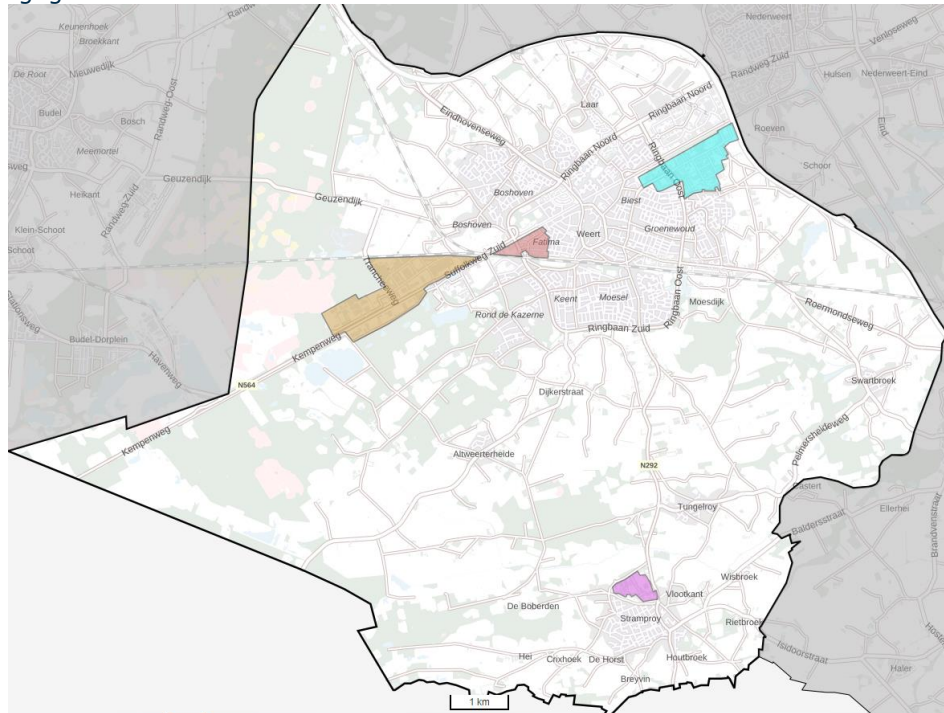 Randweg Zuid
Nederweert
Venloseweg
Keunenhoek
Broekkant
De Root
Nieuwedijk
Randweg-Oost
Hulsen
Nederweert-Eind
Laar
Ringbaan Noord
Budel
Bosch
Eindhovenseweg
Ringbaan Noord
Roeven
Eind
Meemortel
Ringbaan Oost
Schoor
Geuzendijk
Heikant
Randweg-Zuid
Geuzendijk
Boshoven
Biest
Klein-Schoot
Boshoven
Weert
Groenewoud
Schoot
Suffolkweg Zuid
Fatima
Keent
Moesel
Ringbaan Oost
Moesdijk
Roermondseweg
Rond de Kazerne
Ringbaan Zuid
Budel-Dorplein
Havenweg
Kempenweg
N564
Dijkerstraat
Swartbroek
Kempenweg
Altweerterheide
Pelmersheideweg
N292
Castert
Tungelroy
Ellerhei
Baldersstraat
Brandvenstraat
Wisbroek
De Boberden
Vlootkant
Stramproy
Rietbroek
Isidoorstraat
Hei
Crixhoek
De Horst
Houtbroek
Haler
Breyvin
1 km